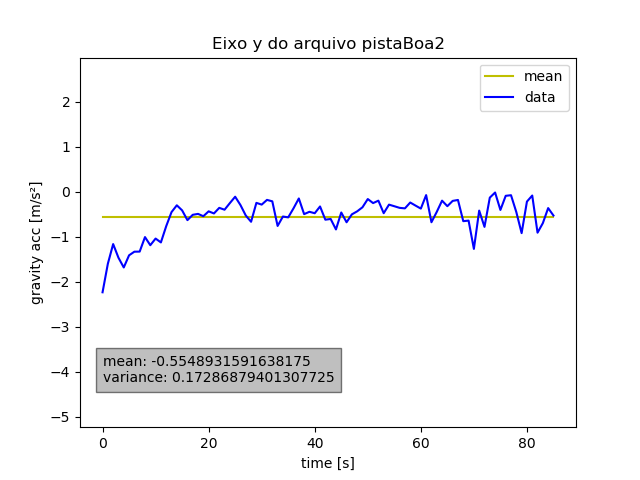 Eixo y do arquivo pistaBoa2
mean
data
gravity acc [m/s²]
2
1
0
−1
−2
−3
−4
−5
mean: -0.5548931591638175
variance: 0.17286879401307725
0 20 40 60 80
time [s]